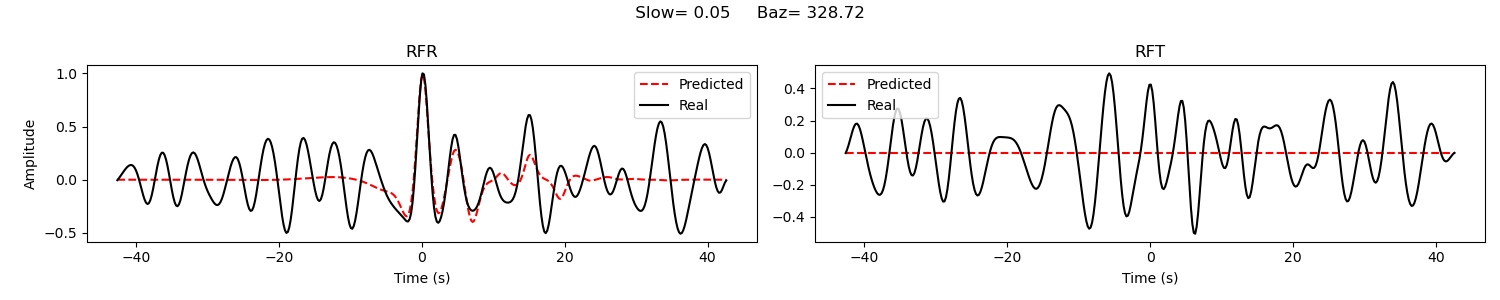 Slow= 0.05 Baz= 328.72
RFR
RFT
1.0
0.5
0.0
−0.5
Amplitude
Predicted
Real
−40
−20
0
20
40
Time (s)
0.4
0.2
0.0
−0.2
−0.4
Predicted
Real
−40
−20
0
20
40
Time (s)